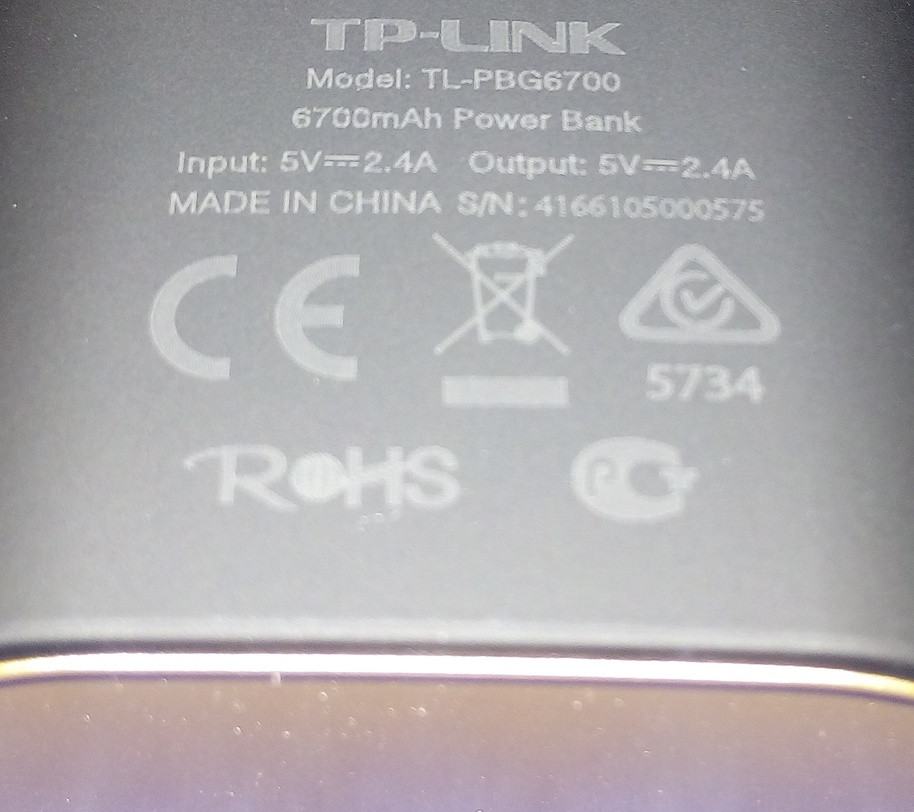 TP-LINK
Model: TL-PBG6700
6700mAh Power Bank
Input: 5V⎓2.4A Output: 5V⎓2.4A
MADE IN CHINA S/N: 4166105000575
CE
5734
RoHS
PCT